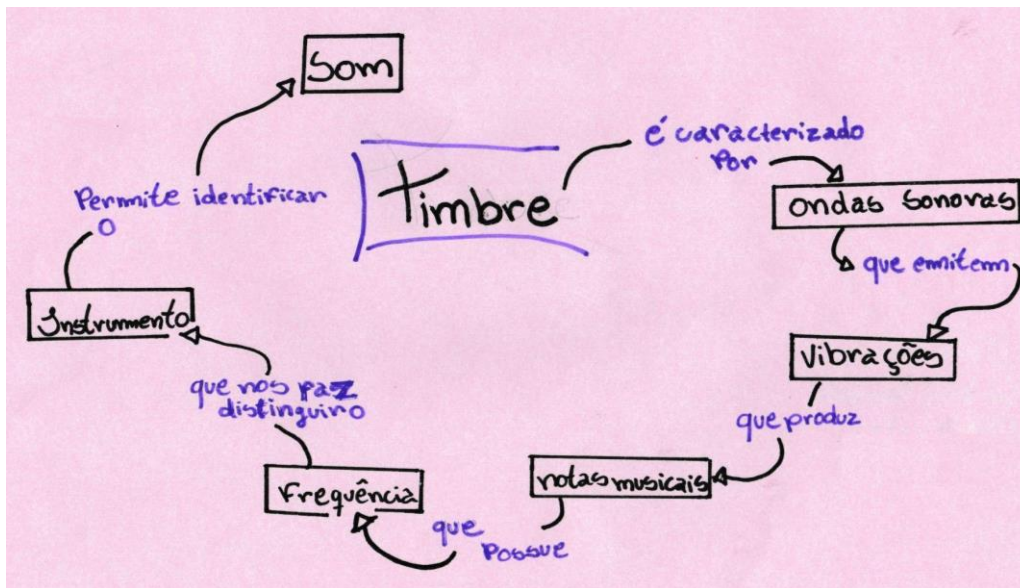 Som
Timbre
é caracterizado
por
ondas sonoras
que emitem
vibrações
que produz
notas musicais
que
possue
Frequência
que nos faz
distinguir o
Instrumento
Permite identificar
o